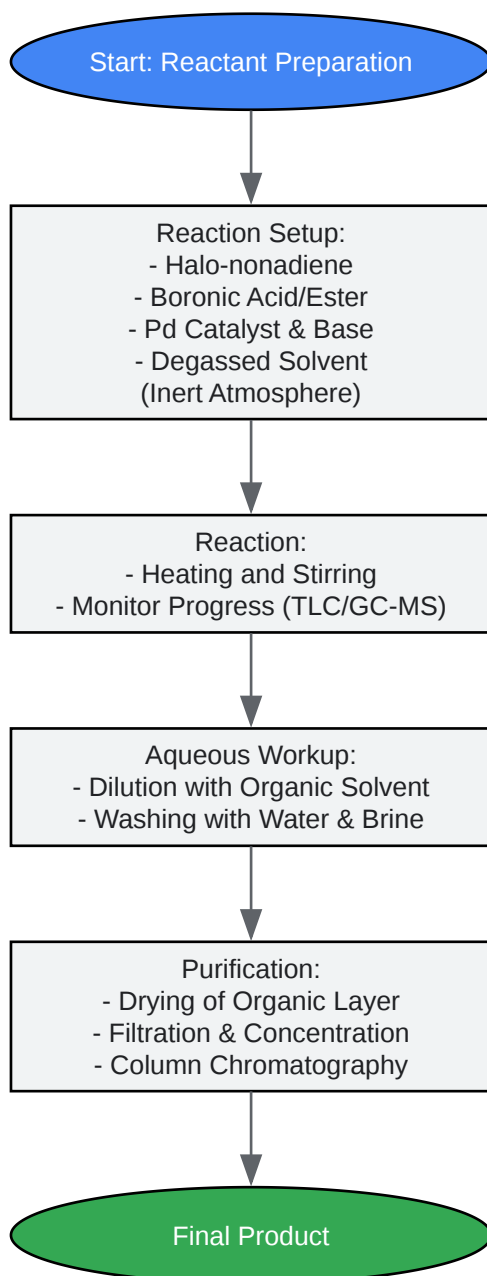 Start: Reactant Preparation
Reaction Setup:
- Halo-nonadiene
- Boronic Acid/Ester
- Pd Catalyst & Base
- Degassed Solvent
(Inert Atmosphere)
Reaction:
- Heating and Stirring
- Monitor Progress (TLC/GC-MS)
Aqueous Workup:
- Dilution with Organic Solvent
- Washing with Water & Brine
Purification:
- Drying of Organic Layer
- Filtration & Concentration
- Column Chromatography
Final Product